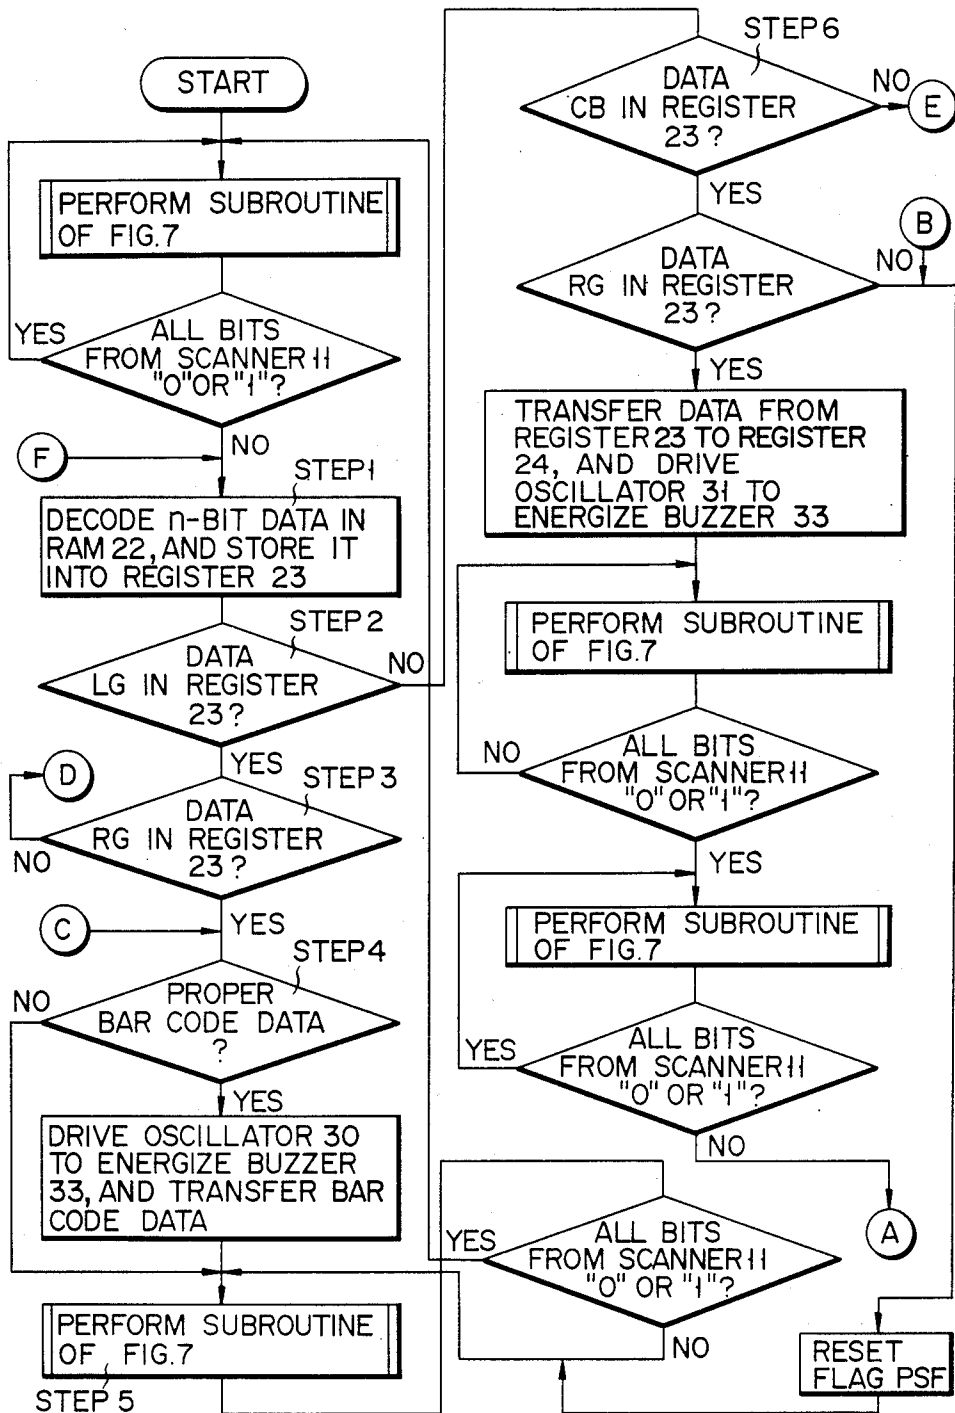 START
PERFORM SUBROUTINE
OF FIG.7
YES
ALL BITS
FROM SCANNER 11
"0" OR "1"?
NO
F
STEP 1
DECODE n-BIT DATA IN
RAM 22, AND STORE IT
INTO REGISTER 23
STEP 2
DATA
LG IN REGISTER
23?
NO
YES
D
STEP 3
DATA
RG IN REGISTER
23?
NO
YES
C
STEP 4
NO
PROPER
BAR CODE DATA
?
YES
DRIVE OSCILLATOR 30
TO ENERGIZE BUZZER
33, AND TRANSFER BAR
CODE DATA
PERFORM SUBROUTINE
OF FIG.7
STEP 5
STEP 6
DATA
CB IN REGISTER
23?
NO
E
YES
B
DATA
RG IN REGISTER
23?
NO
YES
TRANSFER DATA FROM
REGISTER 23 TO REGISTER
24, AND DRIVE
OSCILLATOR 31 TO
ENERGIZE BUZZER 33
PERFORM SUBROUTINE
OF FIG.7
NO
ALL BITS
FROM SCANNER 11
"0" OR "1"?
YES
PERFORM SUBROUTINE
OF FIG.7
YES
ALL BITS
FROM SCANNER 11
"0" OR "1"?
NO
A
YES
ALL BITS
FROM SCANNER 11
"0" OR "1"?
NO
RESET
FLAG PSF